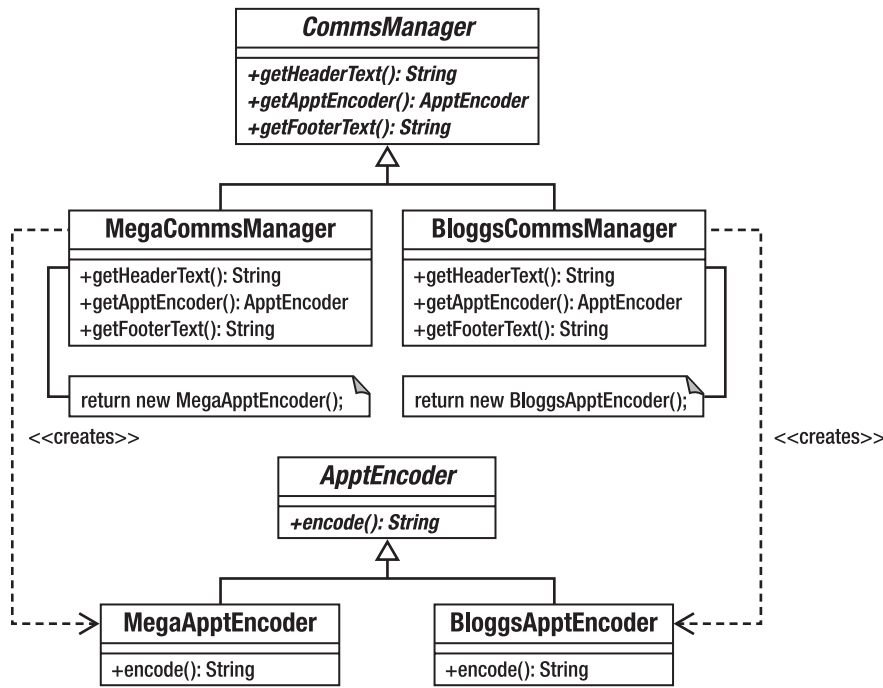 CommsManager
+getHeaderText(): String
+getApptEncoder(): ApptEncoder
+getFooterText(): String
MegaCommsManager
+getHeaderText(): String
+getApptEncoder(): ApptEncoder
+getFooterText(): String
BloggsCommsManager
+getHeaderText(): String
+getApptEncoder(): ApptEncoder
+getFooterText(): String
return new MegaApptEncoder();
return new BloggsApptEncoder();
<<creates>>
<<creates>>
ApptEncoder
+encode(): String
MegaApptEncoder
+encode(): String
BloggsApptEncoder
+encode(): String